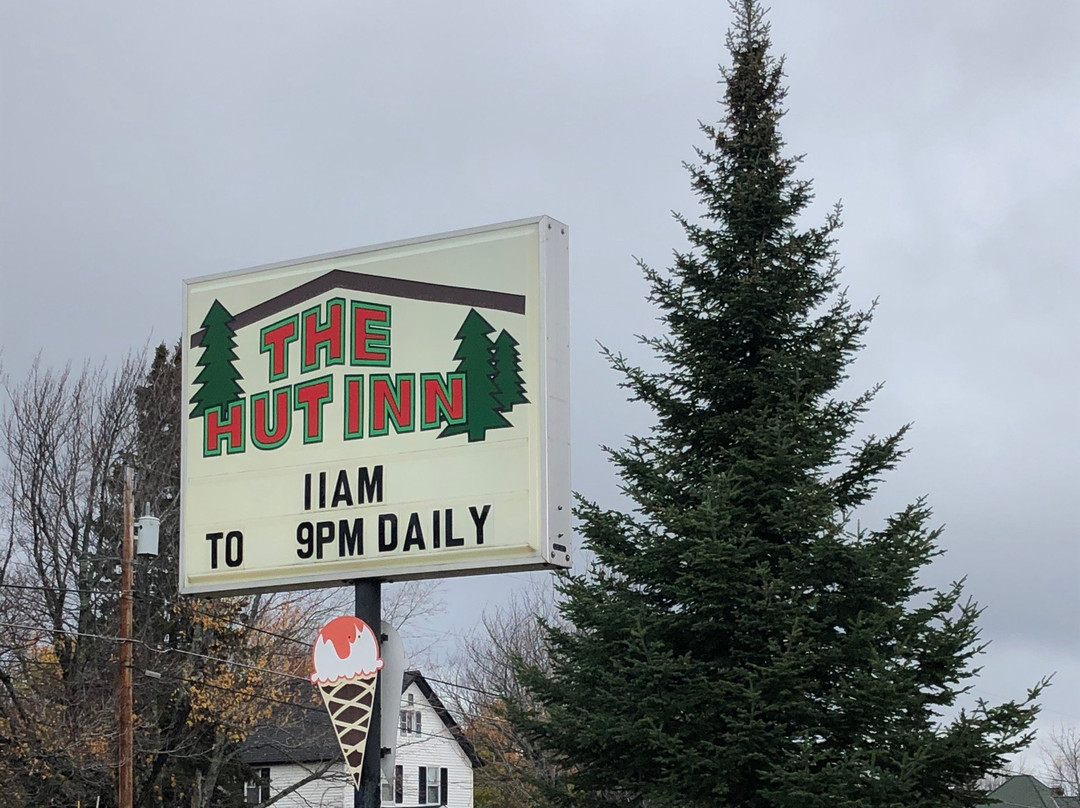 THE
HUT INN
11AM
TO 9PM DAILY